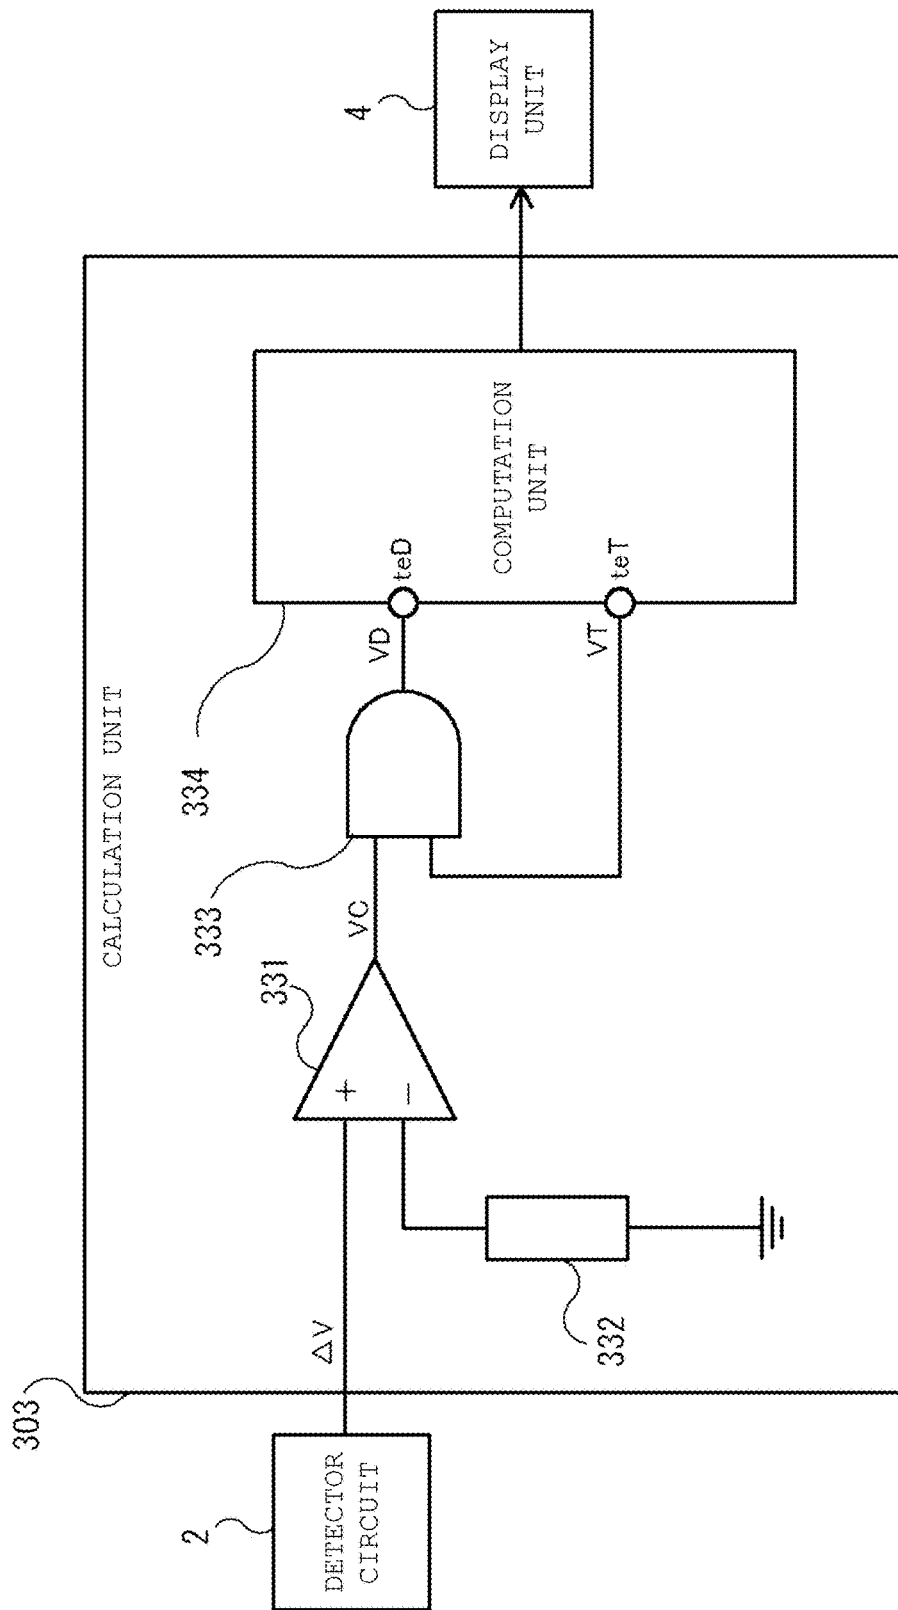 303
CALCULATION UNIT
2
DETECTOR
CIRCUIT
ΔV
332
331
+
−
VC
333
334
VD
teD
VT
teT
COMPUTATION
UNIT
4
DISPLAY
UNIT